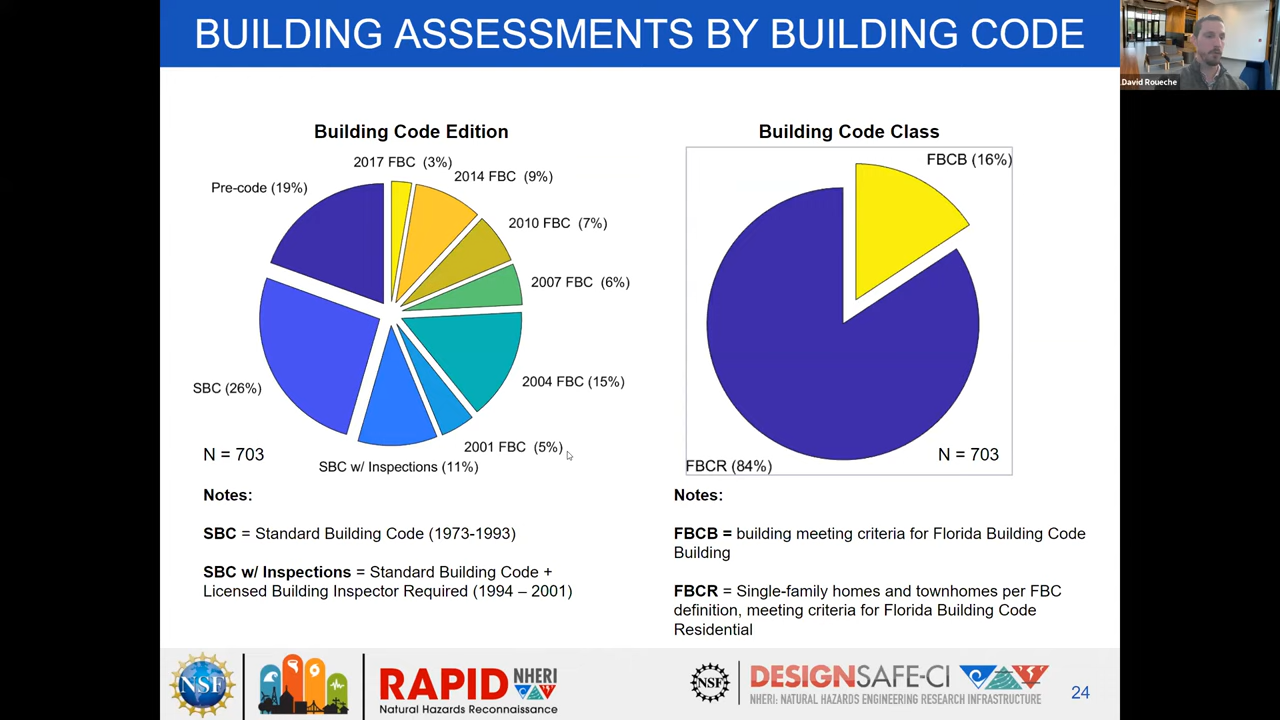 BUILDING ASSESSMENTS BY BUILDING CODE
David Roueche
Building Code Edition
2017 FBC (3%)
2014 FBC (9%)
Pre-code (19%)
2010 FBC (7%)
2007 FBC (6%)
2004 FBC (15%)
SBC (26%)
2001 FBC (5%)
N = 703
SBC w/ Inspections (11%)
Notes:
SBC = Standard Building Code (1973-1993)
SBC w/ Inspections = Standard Building Code +
Licensed Building Inspector Required (1994 – 2001)
Building Code Class
FBCB (16%)
N = 703
FBCR (84%)
Notes:
FBCB = building meeting criteria for Florida Building Code
Building
FBCR = Single-family homes and townhomes per FBC
definition, meeting criteria for Florida Building Code
Residential
NSF
RAPID NHERI
Natural Hazards Reconnaissance
NSF
DESIGNSAFE-CI
NHERI: NATURAL HAZARDS ENGINEERING RESEARCH INFRASTRUCTURE
24